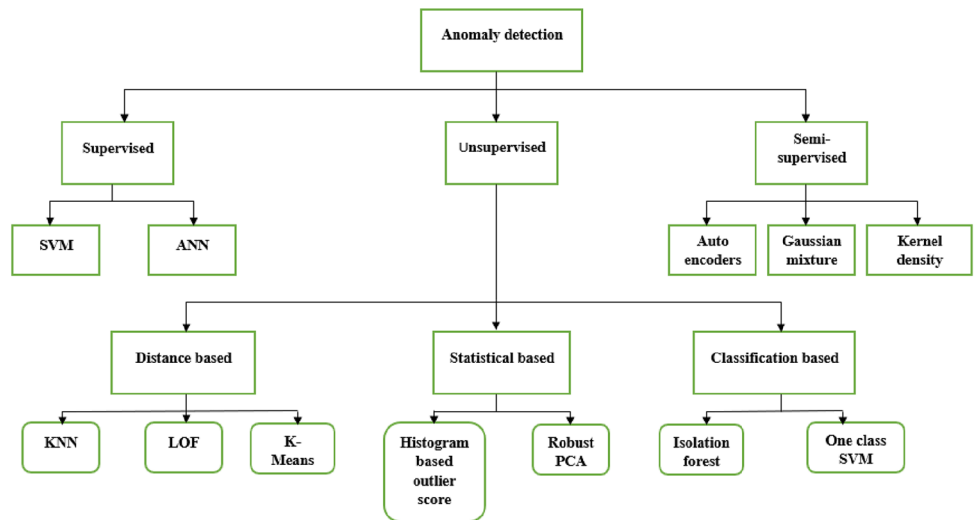 Anomaly detection
Supervised
Unsupervised
Semi-
supervised
SVM
ANN
Auto
encoders
Gaussian
mixture
Kernel
density
Distance based
Statistical based
Classification based
KNN
LOF
K-
Means
Histogram
based
outlier
score
Robust
PCA
Isolation
forest
One class
SVM